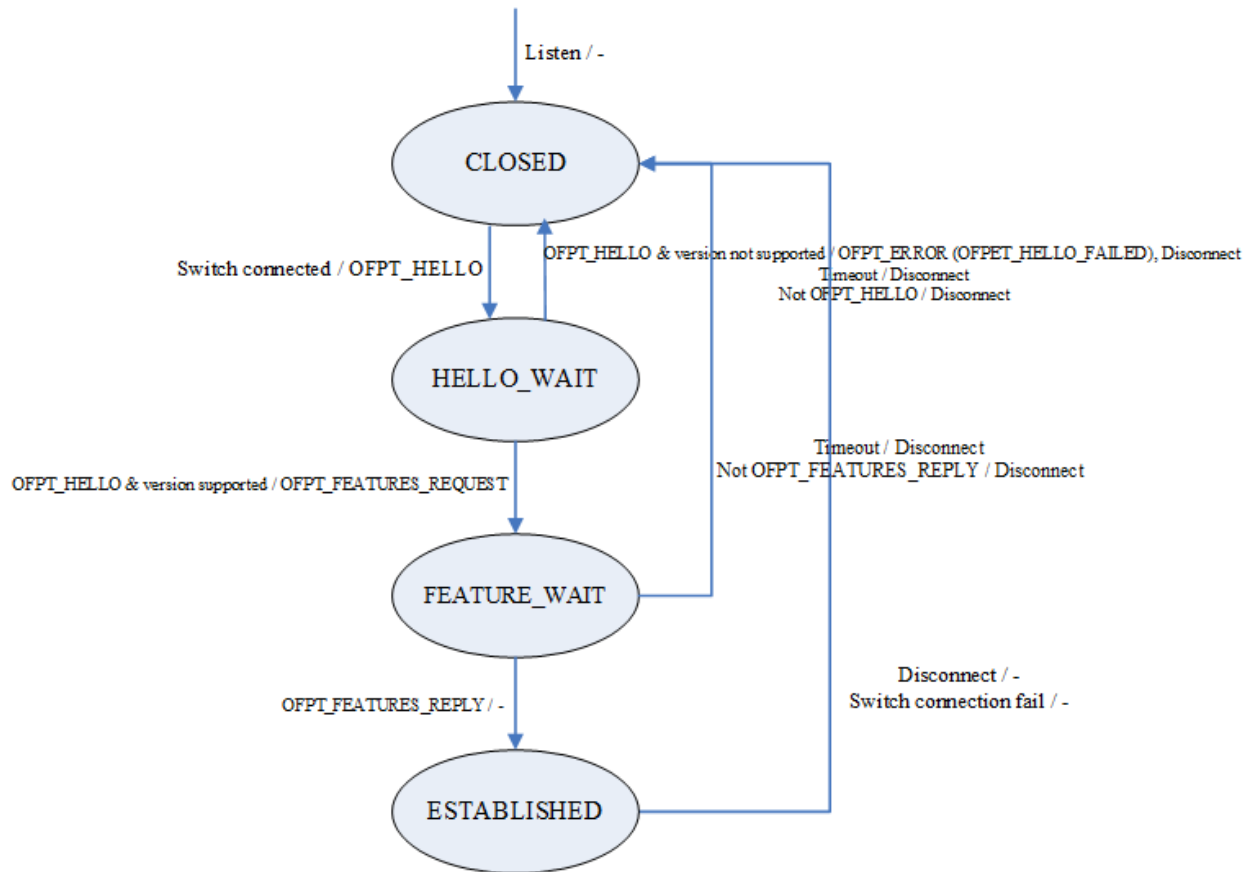 Listen / -
CLOSED
Switch connected / OFPT_HELLO
OFPT_HELLO & version not supported / OFPT_ERROR (OFPET_HELLO_FAILED), Disconnect
Timeout / Disconnect
Not OFPT_HELLO / Disconnect
HELLO_WAIT
OFPT_HELLO & version supported / OFPT_FEATURES_REQUEST
Timeout / Disconnect
Not OFPT_FEATURES_REPLY / Disconnect
FEATURE_WAIT
OFPT_FEATURES_REPLY / -
Disconnect / -
Switch connection fail / -
ESTABLISHED